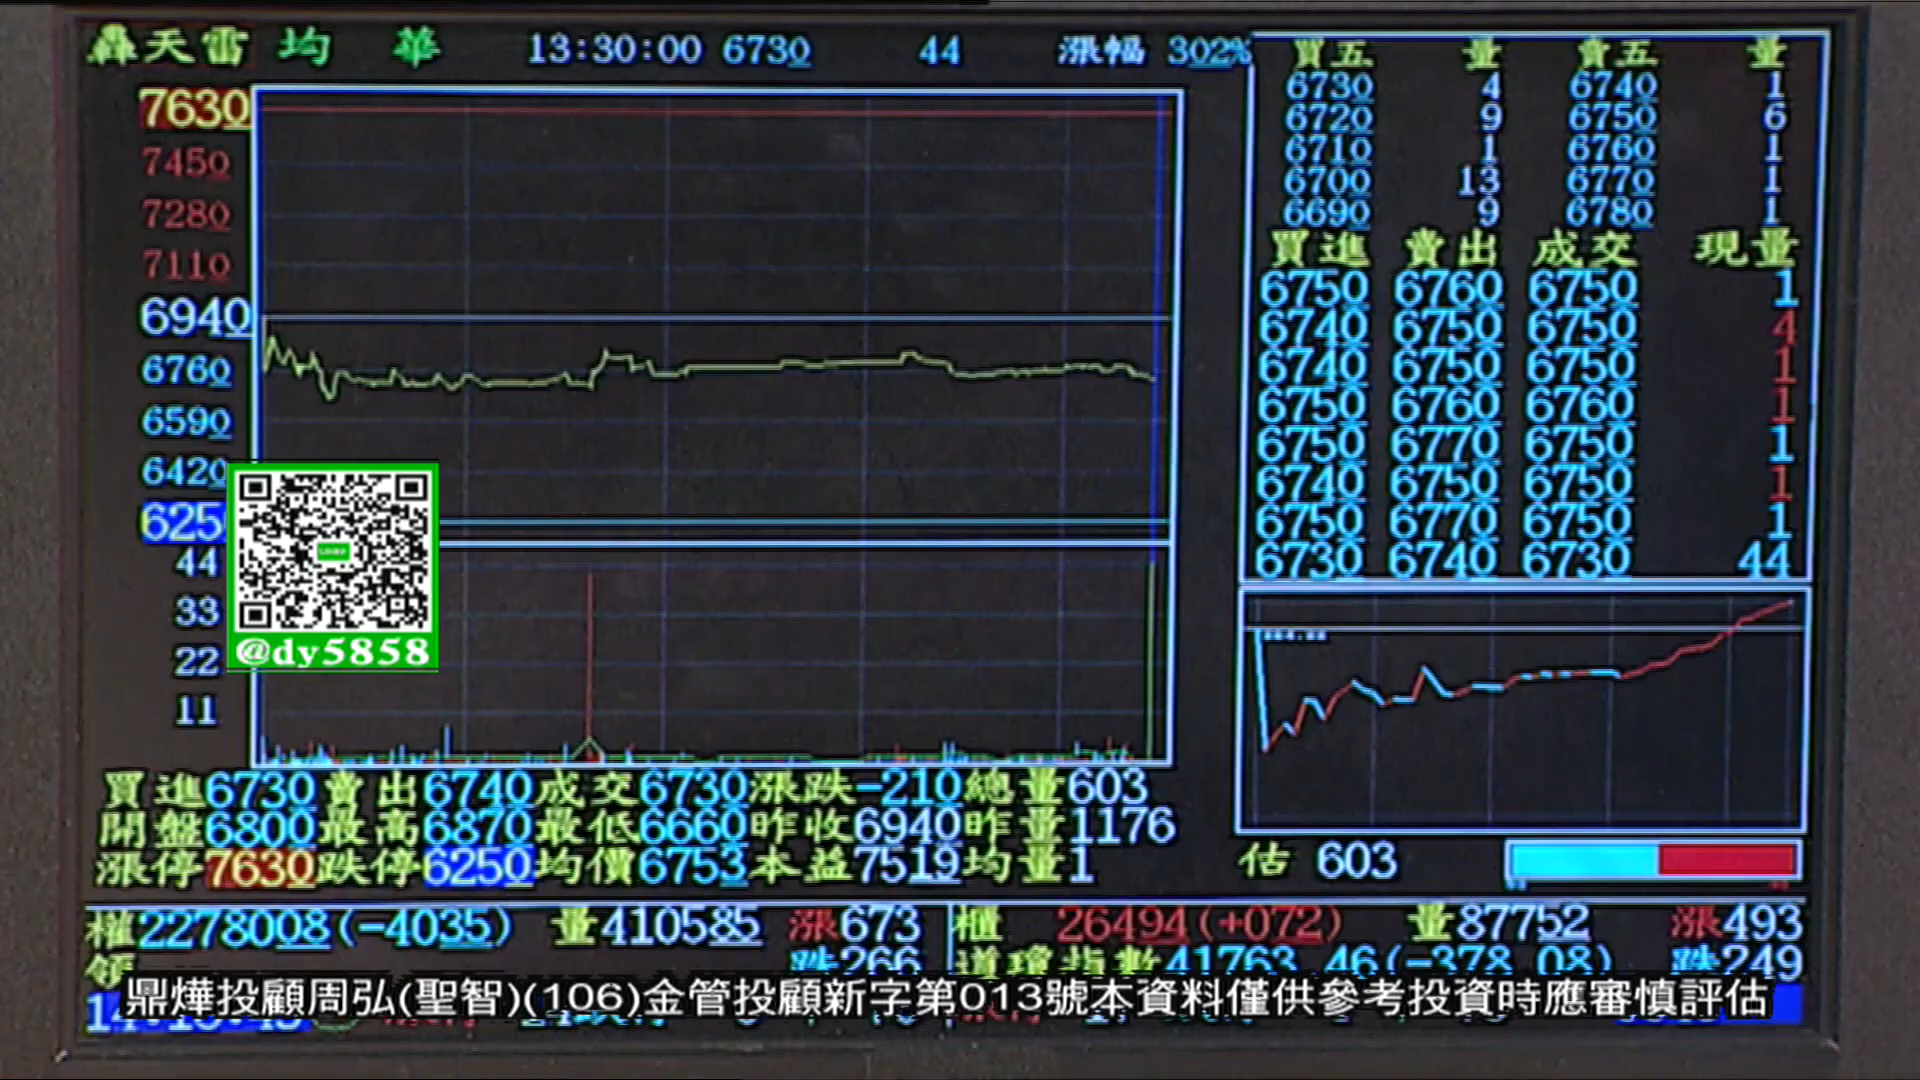 轟天雷 均 華 13:30:00 6730 44 漲幅 302%
7630
7450
7280
7110
6940
6760
6590
6420
625
44
33
22
11
@dy5858
買五 量 賣五 量
6730 4 6740 1
6720 9 6750 6
6710 1 6760 1
6700 13 6770 1
6690 9 6780 1
買進 賣出 成交 現量
6750 6760 6750 1
6740 6750 6750 4
6740 6750 6750 1
6750 6760 6760 1
6750 6770 6750 1
6740 6750 6750 1
6750 6770 6750 1
6730 6740 6730 44
買進6730賣出6740成交6730漲跌-210總量603
開盤6800最高6870最低6660昨收6940昨量1176
漲停7630跌停6250均價6753本益7519均量1
估 603
權2278008(-4035) 量410585 漲673
跌266
櫃 26494(+072) 量87752 漲493
道瓊指數41763.46(-378.08) 跌249
鼎燁投顧周弘(聖智)(106)金管投顧新字第013號本資料僅供參考投資時應審慎評估